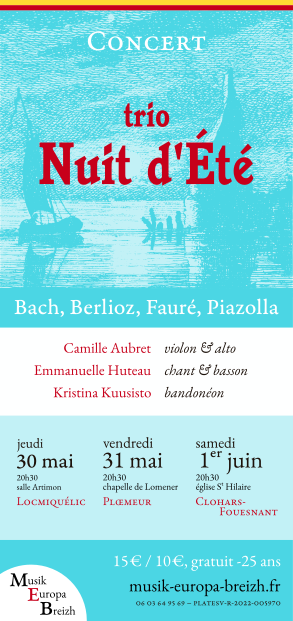 Concert
trio
Nuit d'Été
Bach, Berlioz, Fauré, Piazolla
Camille Aubret violon & alto
Emmanuelle Huteau chant & basson
Kristina Kuusisto bandonéon
jeudi
30 mai
20h30
salle Artimon
Locmiquélic
vendredi
31 mai
20h30
chapelle de Lomener
Plœmeur
samedi
1er juin
20h30
église St Hilaire
Clohars-
Fouesnant
15 € / 10 €, gratuit -25 ans
musik-europa-breizh.fr
06 03 64 95 69 – PLATESV-R-2022-005970
Musik
Europa
Breizh